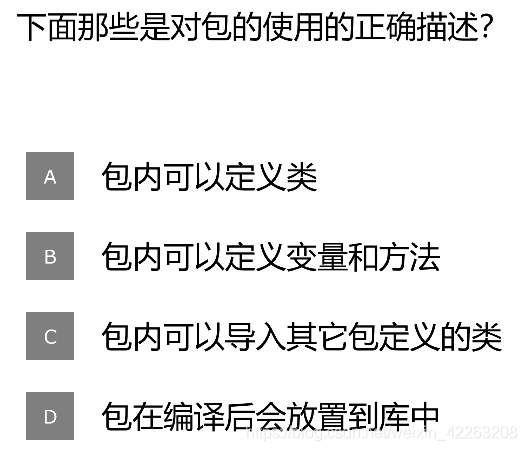 下面那些是对包的使用的正确描述?
A 包内可以定义类
B 包内可以定义变量和方法
C 包内可以导入其它包定义的类
D 包在编译后会放置到库中
https://blog.csdn.net/weixin_42263208